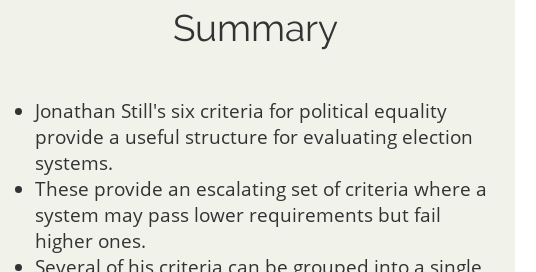 Summary
• Jonathan Still's six criteria for political equality
provide a useful structure for evaluating election
systems.
• These provide an escalating set of criteria where a
system may pass lower requirements but fail
higher ones.
• Several of his criteria can be grouped into a single